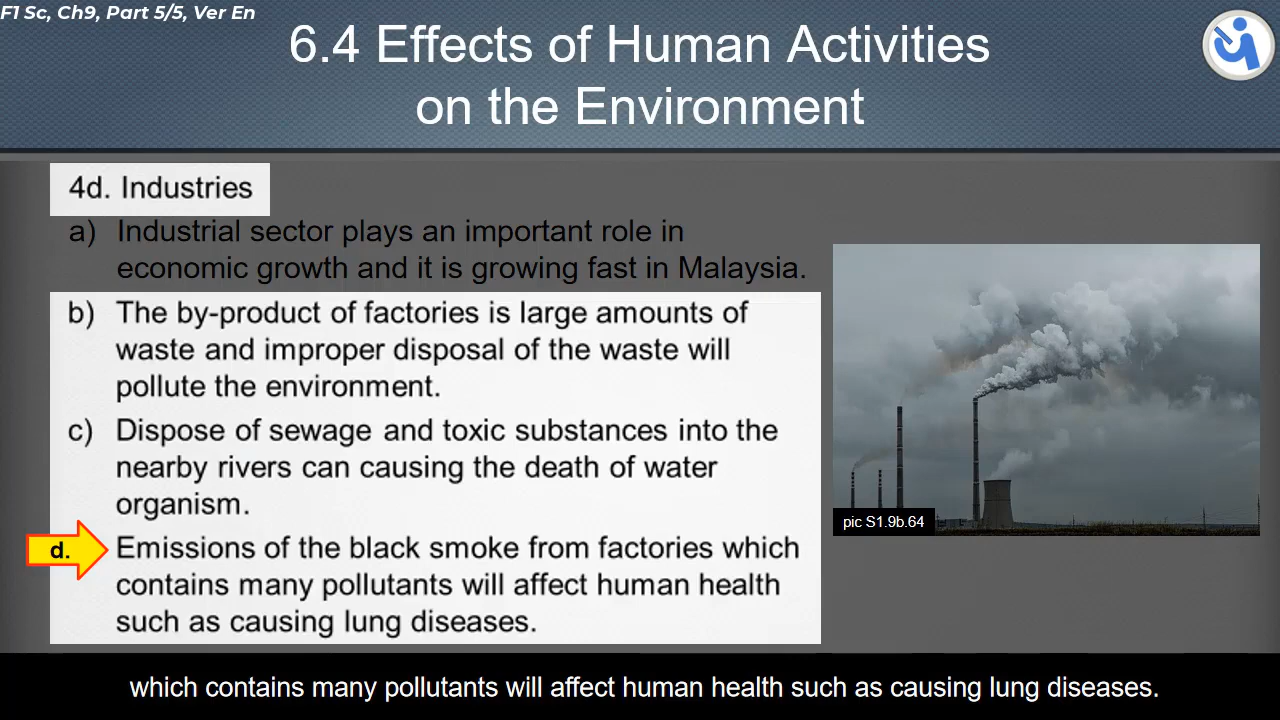 F1 Sc, Ch9, Part 5/5, Ver En
6.4 Effects of Human Activities
on the Environment
4d. Industries
a) Industrial sector plays an important role in
economic growth and it is growing fast in Malaysia.
b) The by-product of factories is large amounts of
waste and improper disposal of the waste will
pollute the environment.
c) Dispose of sewage and toxic substances into the
nearby rivers can causing the death of water
organism.
d. Emissions of the black smoke from factories which
contains many pollutants will affect human health
such as causing lung diseases.
pic S1.9b.64
which contains many pollutants will affect human health such as causing lung diseases.